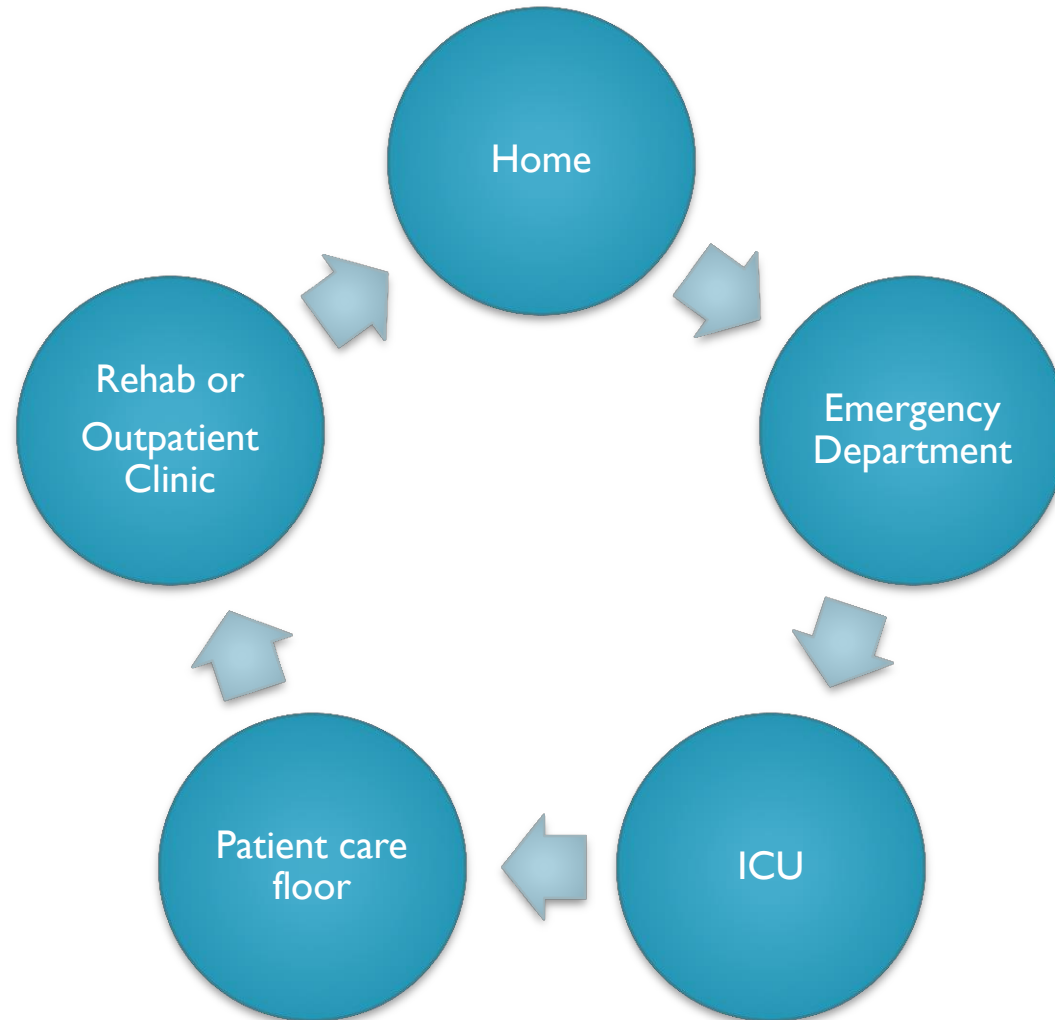 Home
Emergency
Department
ICU
Patient care
floor
Rehab or
Outpatient
Clinic